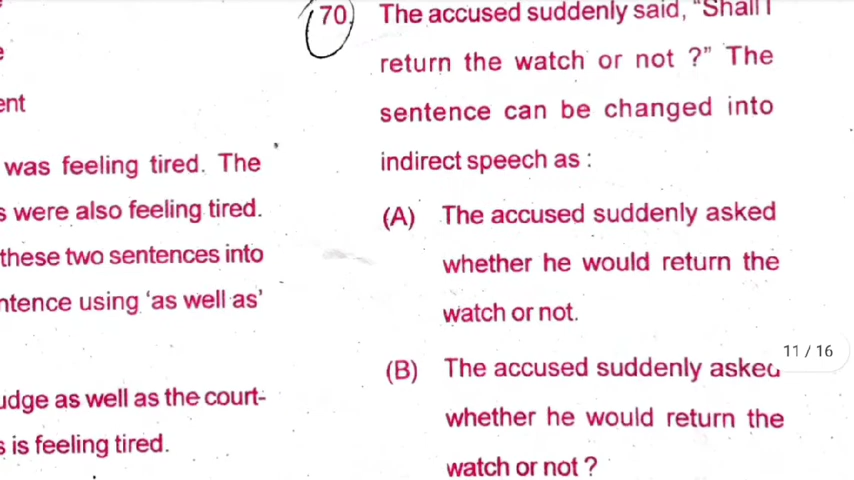 ent
was feeling tired. The
s were also feeling tired.
these two sentences into
ntence using ‘as well as’
udge as well as the court-
s is feeling tired.
70. The accused suddenly said, “Shall I
return the watch or not ?” The
sentence can be changed into
indirect speech as :
(A) The accused suddenly asked
whether he would return the
watch or not.
(B) The accused suddenly asked
whether he would return the
watch or not ?
11 / 16